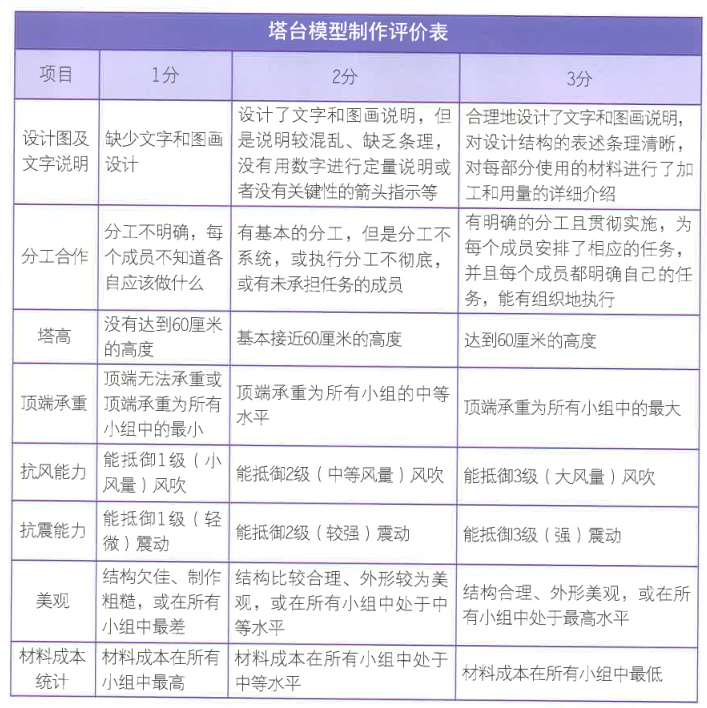 塔台模型制作评价表
项目
1分
2分
3分
设计图及
文字说明
缺少文字和图画
设计
设计了文字和图画说明，但
是说明较混乱、缺乏条理，
没有用数字进行定量说明或
者没有关键性的箭头指示等
合理地设计了文字和图画说明，
对设计结构的表述条理清晰，
对每部分使用的材料进行了加
工和用量的详细介绍
分工合作
分工不明确，每
个成员不知道各
自应该做什么
有基本的分工，但是分工不
系统，或执行分工不彻底，
或有未承担任务的成员
有明确的分工且贯彻实施，为
每个成员安排了相应的任务，
并且每个成员都明确自己的任
务，能有组织地执行
塔高
没有达到60厘米
的高度
基本接近60厘米的高度
达到60厘米的高度
顶端承重
顶端无法承重或
顶端承重为所有
小组中的最小
顶端承重为所有小组的中等
水平
顶端承重为所有小组中的最大
抗风能力
能抵御1级（小
风量）风吹
能抵御2级（中等风量）风吹
能抵御3级（大风量）风吹
抗震能力
能抵御1级（轻
微）震动
能抵御2级（较强）震动
能抵御3级（强）震动
美观
结构欠佳、制作
粗糙，或在所有
小组中最差
结构比较合理、外形较为美
观，或在所有小组中处于中
等水平
结构合理、外形美观，或在所
有小组中处于最高水平
材料成本
统计
材料成本在所有
小组中最高
材料成本在所有小组中处于
中等水平
材料成本在所有小组中最低